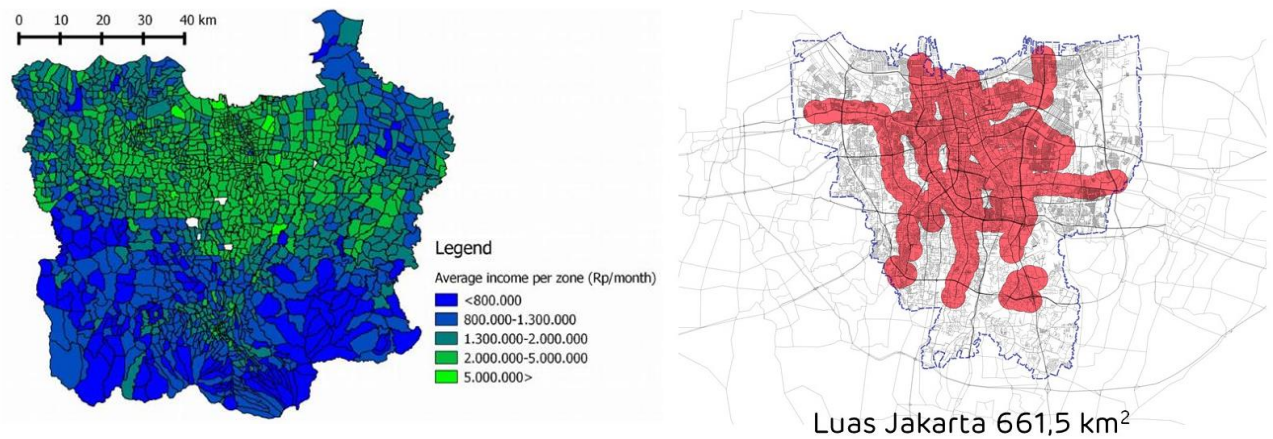 0 10 20 30 40 km
Legend
Average income per zone (Rp/month)
<800.000
800.000-1.300.000
1.300.000-2.000.000
2.000.000-5.000.000
5.000.000>
Luas Jakarta 661,5 km²